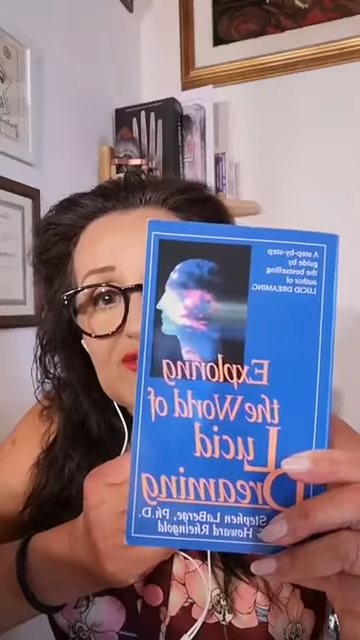 A step-by-step
guide by
the bestselling
author of
LUCID DREAMING
Exploring
the World of
Lucid
Dreaming
Stephen LaBerge, Ph.D.
& Howard Rheingold